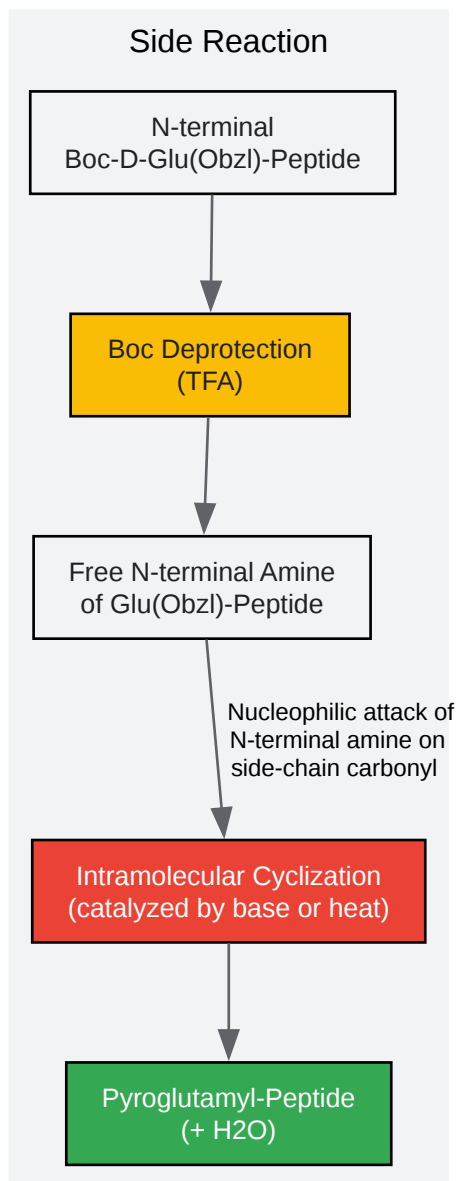 Side Reaction
N-terminal
Boc-D-Glu(Obzl)-Peptide
Boc Deprotection
(TFA)
Free N-terminal Amine
of Glu(Obzl)-Peptide
Nucleophilic attack of
N-terminal amine on
side-chain carbonyl
Intramolecular Cyclization
(catalyzed by base or heat)
Pyroglutamyl-Peptide
(+ H2O)